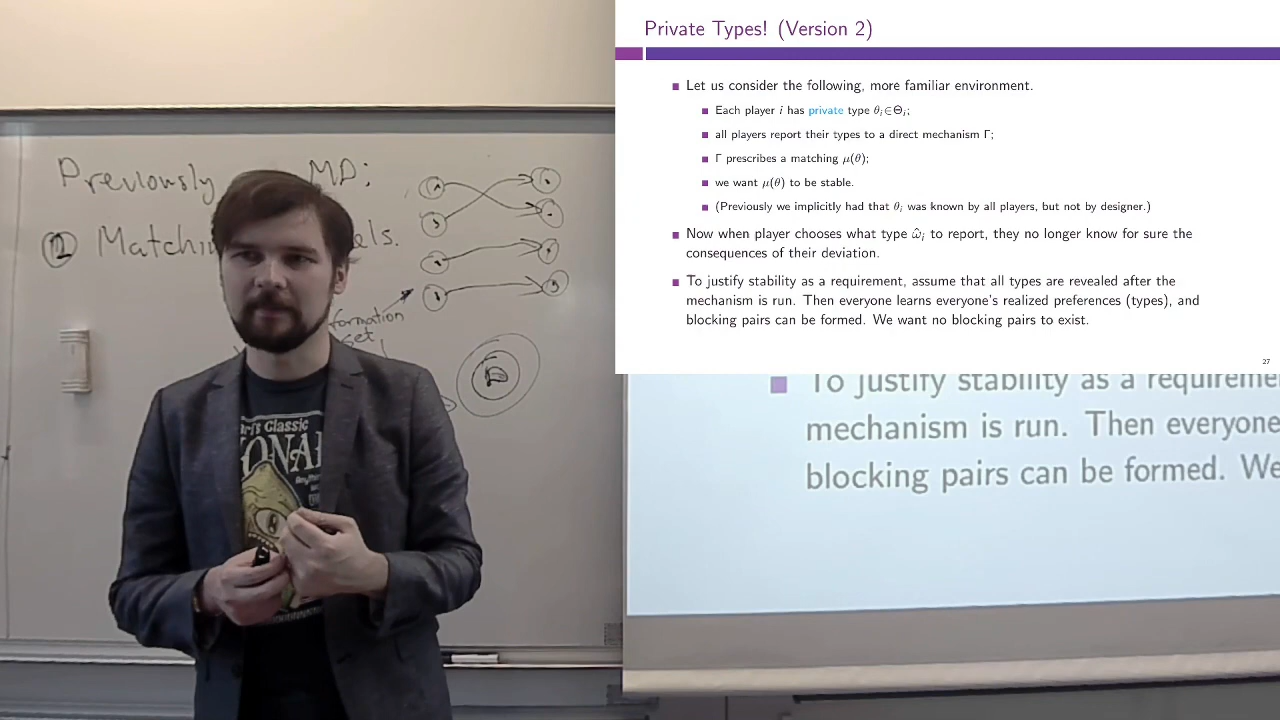 Private Types! (Version 2)
Let us consider the following, more familiar environment.
Each player i has private type θᵢ∈Θᵢ;
all players report their types to a direct mechanism Γ;
Γ prescribes a matching μ(θ);
we want μ(θ) to be stable.
(Previously we implicitly had that θᵢ was known by all players, but not by designer.)
Now when player chooses what type ω̂ᵢ to report, they no longer know for sure the
consequences of their deviation.
To justify stability as a requirement, assume that all types are revealed after the
mechanism is run. Then everyone learns everyone's realized preferences (types), and
blocking pairs can be formed. We want no blocking pairs to exist.
27
To justify stability as a requireme
mechanism is run. Then everyone
blocking pairs can be formed. We
Previously MD:
2 Matchin els.
formation
set